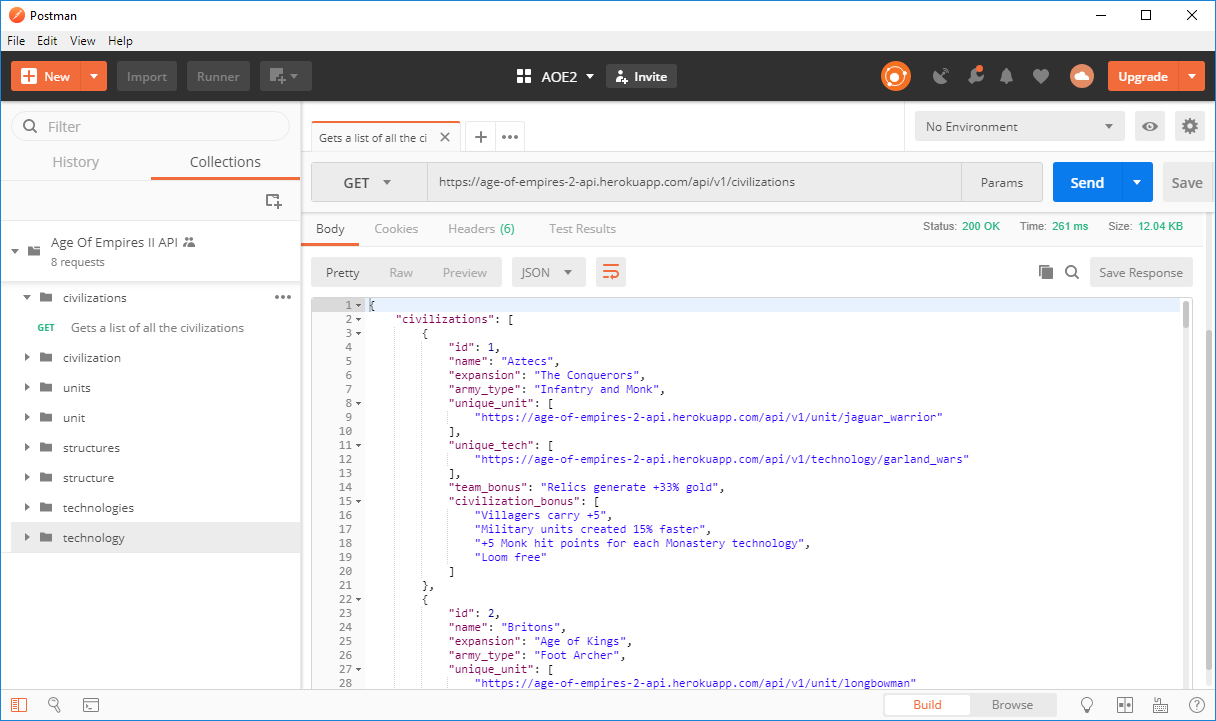 Postman
File Edit View Help
New Import Runner AOE2 Invite Upgrade
Filter
History Collections
Age Of Empires II API
8 requests
civilizations
GET Gets a list of all the civilizations
civilization
units
unit
structures
structure
technologies
technology
Gets a list of all the ci
No Environment
GET https://age-of-empires-2-api.herokuapp.com/api/v1/civilizations Params Send Save
Body Cookies Headers (6) Test Results Status: 200 OK Time: 261 ms Size: 12.04 KB
Pretty Raw Preview JSON Save Response
1 {
2 "civilizations": [
3 {
4 "id": 1,
5 "name": "Aztecs",
6 "expansion": "The Conquerors",
7 "army_type": "Infantry and Monk",
8 "unique_unit": [
9 "https://age-of-empires-2-api.herokuapp.com/api/v1/unit/jaguar_warrior"
10 ],
11 "unique_tech": [
12 "https://age-of-empires-2-api.herokuapp.com/api/v1/technology/garland_wars"
13 ],
14 "team_bonus": "Relics generate +33% gold",
15 "civilization_bonus": [
16 "Villagers carry +5",
17 "Military units created 15% faster",
18 "+5 Monk hit points for each Monastery technology",
19 "Loom free"
20 ]
21 },
22 {
23 "id": 2,
24 "name": "Britons",
25 "expansion": "Age of Kings",
26 "army_type": "Foot Archer",
27 "unique_unit": [
28 "https://age-of-empires-2-api.herokuapp.com/api/v1/unit/longbowman"
Build Browse